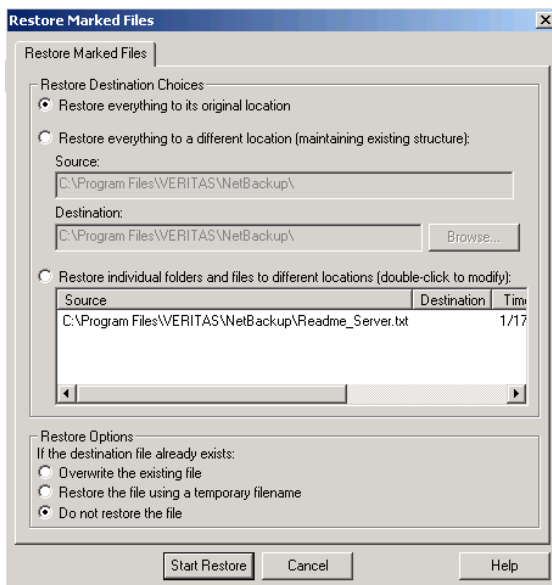 Restore Marked Files
Restore Marked Files
Restore Destination Choices
Restore everything to its original location
Restore everything to a different location (maintaining existing structure):
Source:
C:\Program Files\VERITAS\NetBackup\
Destination:
C:\Program Files\VERITAS\NetBackup\ Browse...
Restore individual folders and files to different locations (double-click to modify):
Source Destination Time
C:\Program Files\VERITAS\NetBackup\Readme_Server.txt 1/17
Restore Options
If the destination file already exists:
Overwrite the existing file
Restore the file using a temporary filename
Do not restore the file
Start Restore Cancel Help